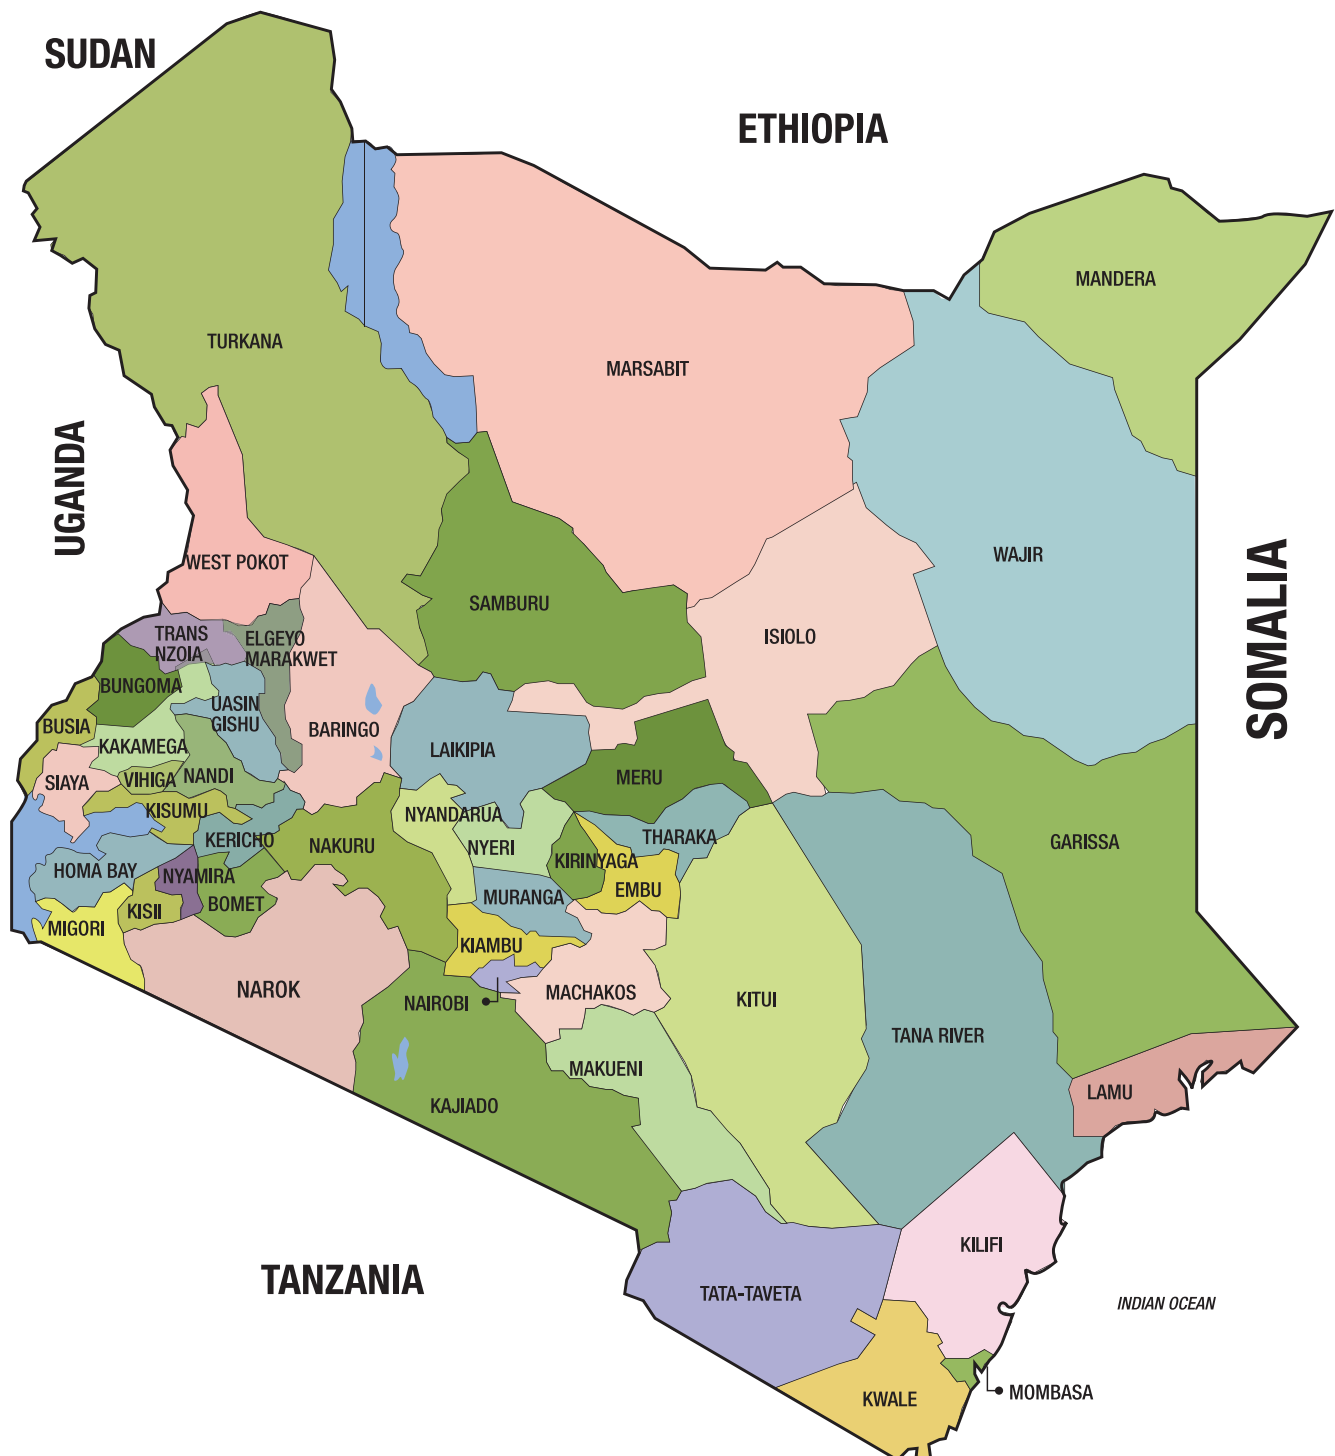 SUDAN
ETHIOPIA
MANDERA
TURKANA
MARSABIT
UGANDA
WAJIR
WEST POKOT
SOMALIA
SAMBURU
ISIOLO
TRANS
NZOIA
ELGEYO
MARAKWET
BUNGOMA
UASIN
GISHU
BUSIA
BARINGO
KAKAMEGA
LAIKIPIA
SIAYA
VIHIGA
NANDI
MERU
KISUMU
NYANDARUA
THARAKA
KERICHO
NAKURU
NYERI
GARISSA
KIRINYAGA
HOMA BAY
NYAMIRA
EMBU
MURANGA
BOMET
KISII
MIGORI
KIAMBU
NAROK
NAIROBI
MACHAKOS
KITUI
TANA RIVER
MAKUENI
LAMU
KAJIADO
KILIFI
TANZANIA
TATA-TAVETA
INDIAN OCEAN
MOMBASA
KWALE